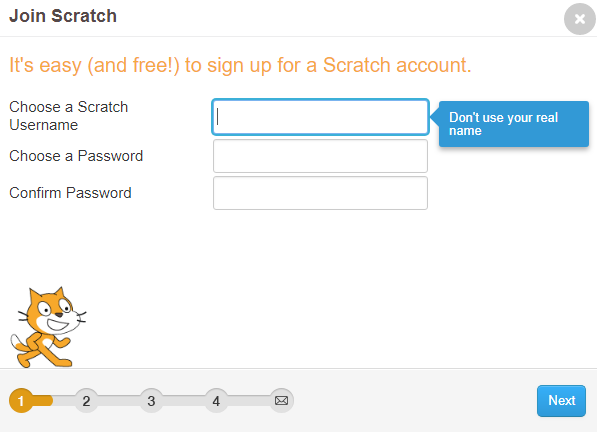 Join Scratch
It's easy (and free!) to sign up for a Scratch account.
Choose a Scratch
Username
Don't use your real
name
Choose a Password
Confirm Password
1 2 3 4
Next